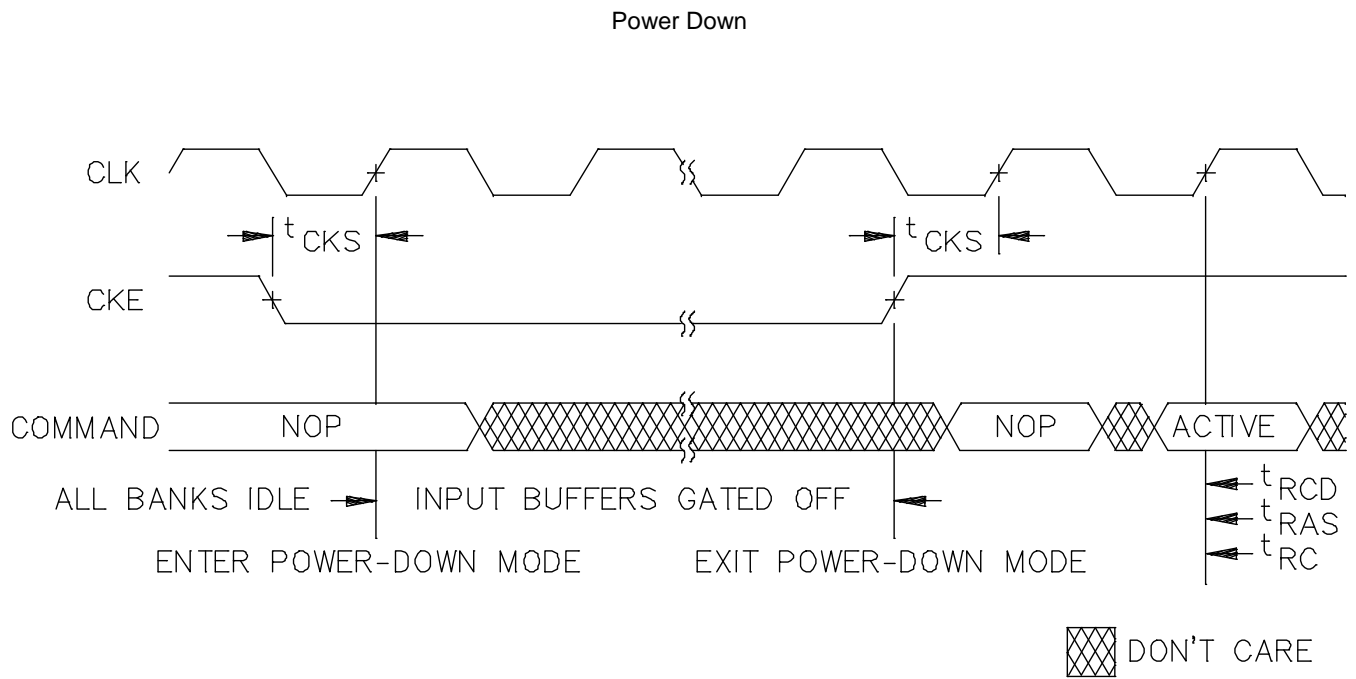 Power Down
CLK
tCKS
tCKS
CKE
COMMAND
NOP
NOP
ACTIVE
ALL BANKS IDLE
INPUT BUFFERS GATED OFF
tRCD
tRAS
tRC
ENTER POWER-DOWN MODE
EXIT POWER-DOWN MODE
DON'T CARE